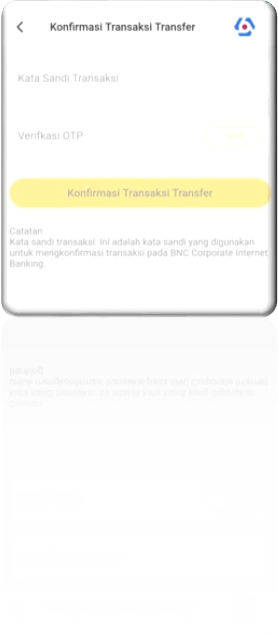 Konfirmasi Transaksi Transfer
Kata Sandi Transaksi
Verifkasi OTP
Konfirmasi Transaksi Transfer
Catatan
Kata sandi transaksi: Ini adalah kata sandi yang digunakan
untuk mengkonfirmasi transaksi pada BNC Corporate Internet
Banking.